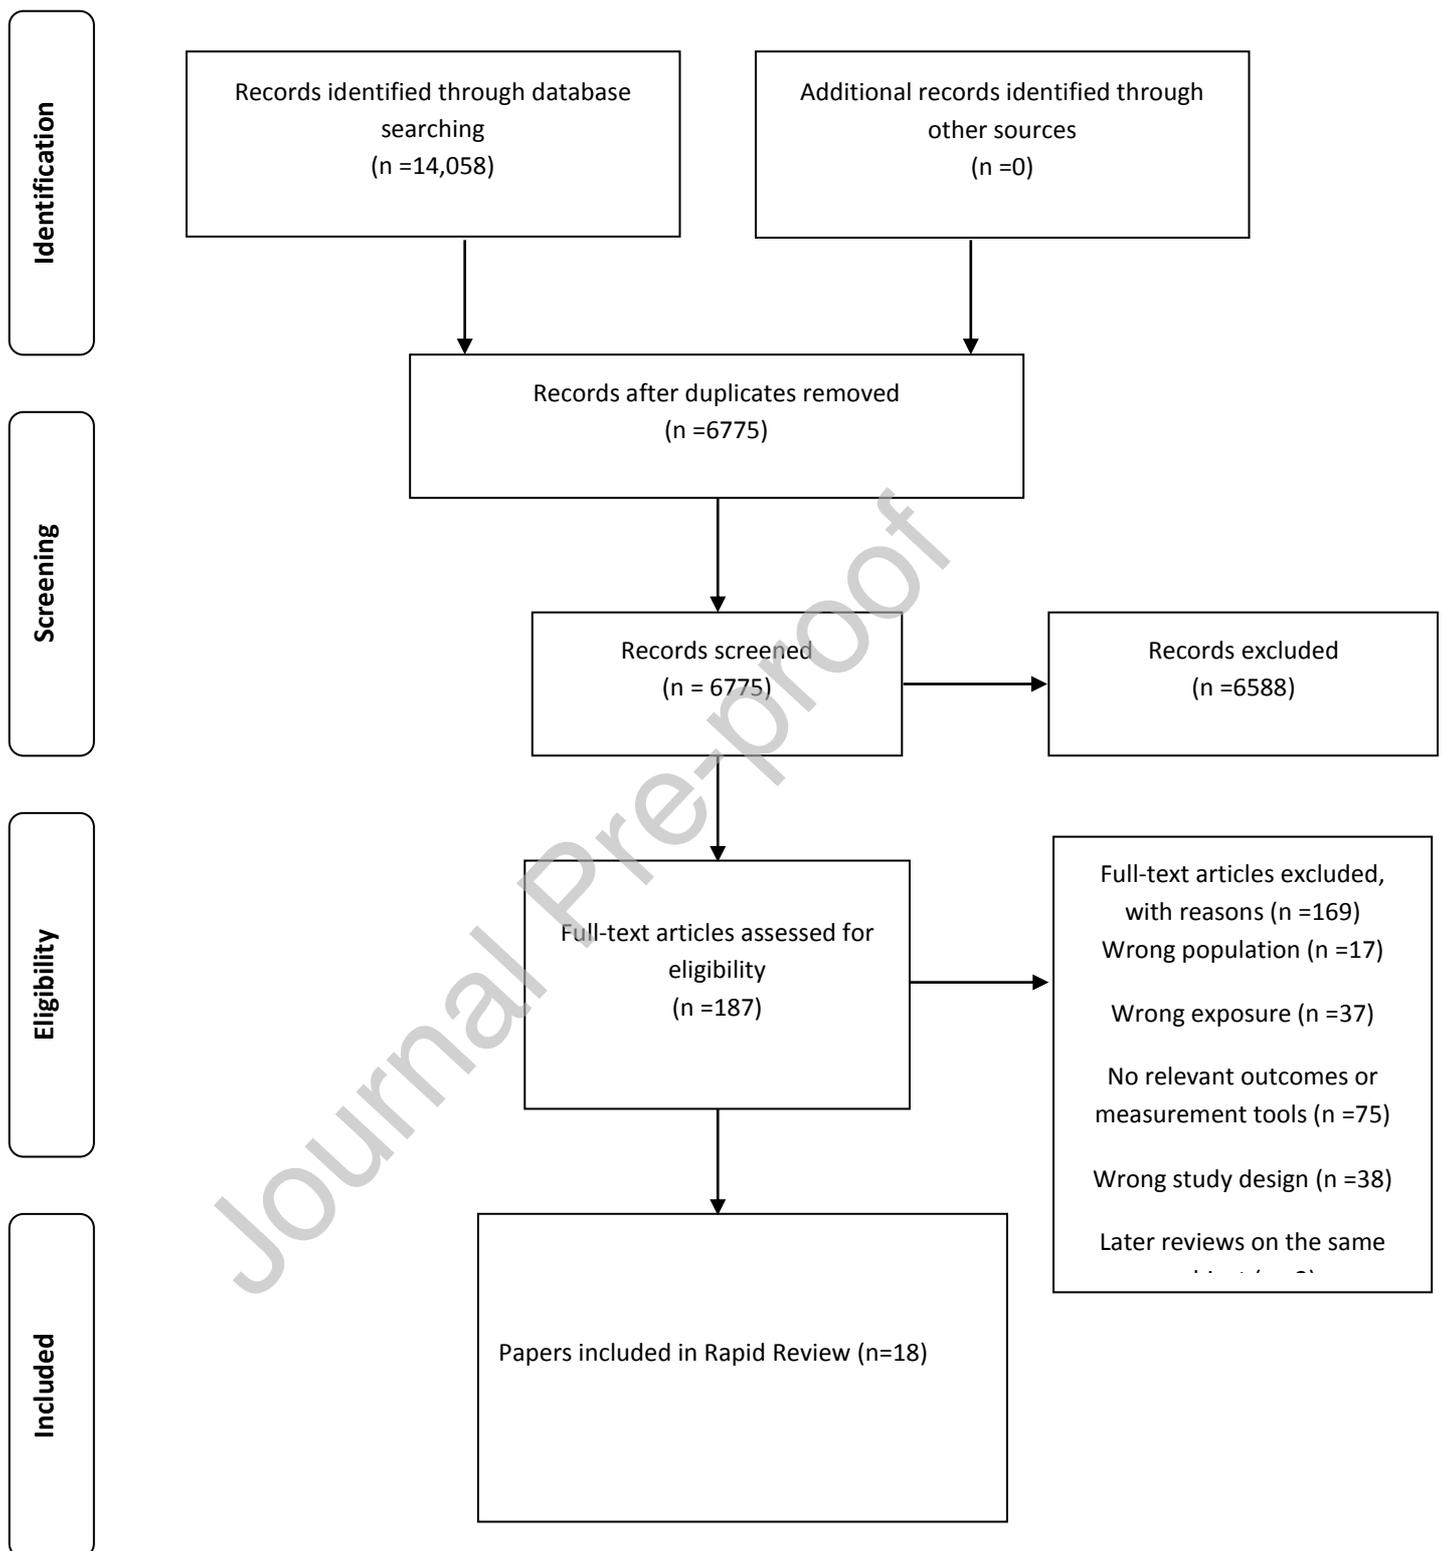 Identification
Records identified through database
searching
(n =14,058)
Additional records identified through
other sources
(n =0)
Records after duplicates removed
(n =6775)
Screening
Records screened
(n = 6775)
Records excluded
(n =6588)
Eligibility
Full-text articles assessed for
eligibility
(n =187)
Full-text articles excluded,
with reasons (n =169)
Wrong population (n =17)
Wrong exposure (n =37)
No relevant outcomes or
measurement tools (n =75)
Wrong study design (n =38)
Later reviews on the same
Included
Papers included in Rapid Review (n=18)
Journal Pre-proof